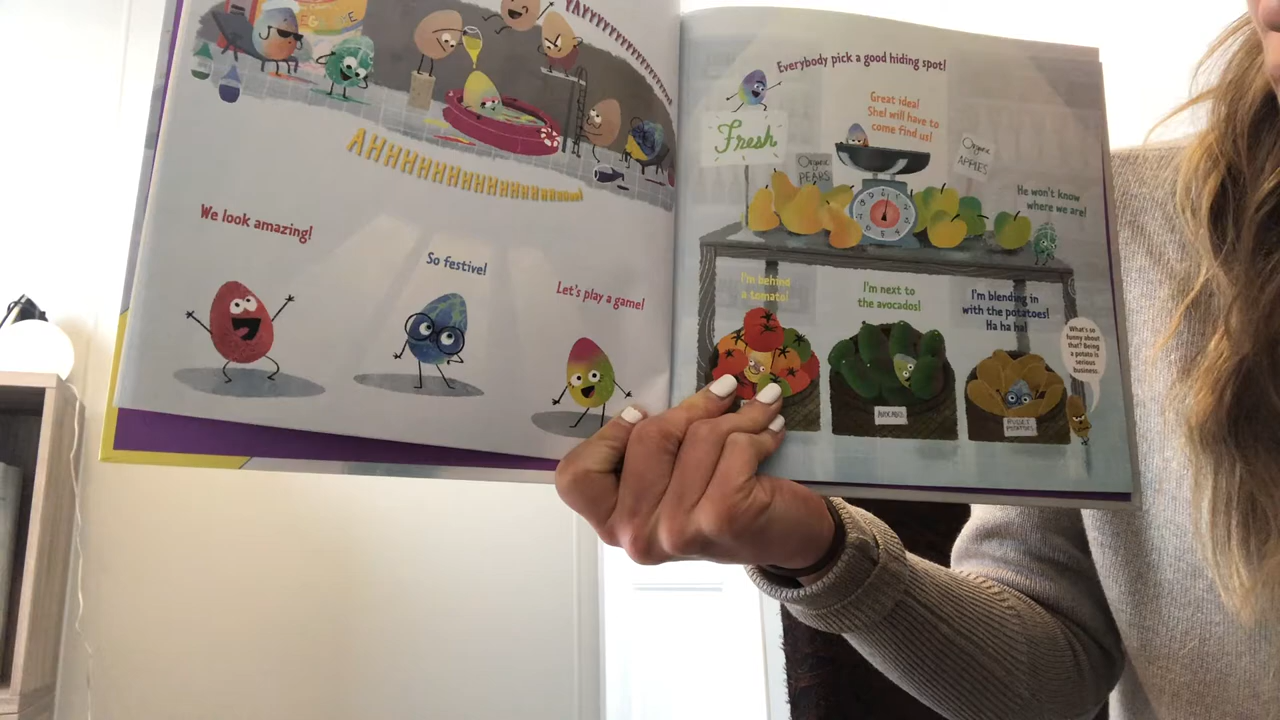 YAYYYYYYYYYYYYYY
AHHHHHHHHHHHHHHHHHHH
We look amazing!
So festive!
Let's play a game!
Everybody pick a good hiding spot!
Great idea!
Shel will have to
come find us!
Fresh
Organic
PEARS
Organic
APPLES
He won't know
where we are!
I'm behind
a tomato!
I'm next to
the avocados!
AVOCADOS
I'm blending in
with the potatoes!
Ha ha ha!
What's so
funny about
that? Being
a potato is
serious
business.
POTATOES